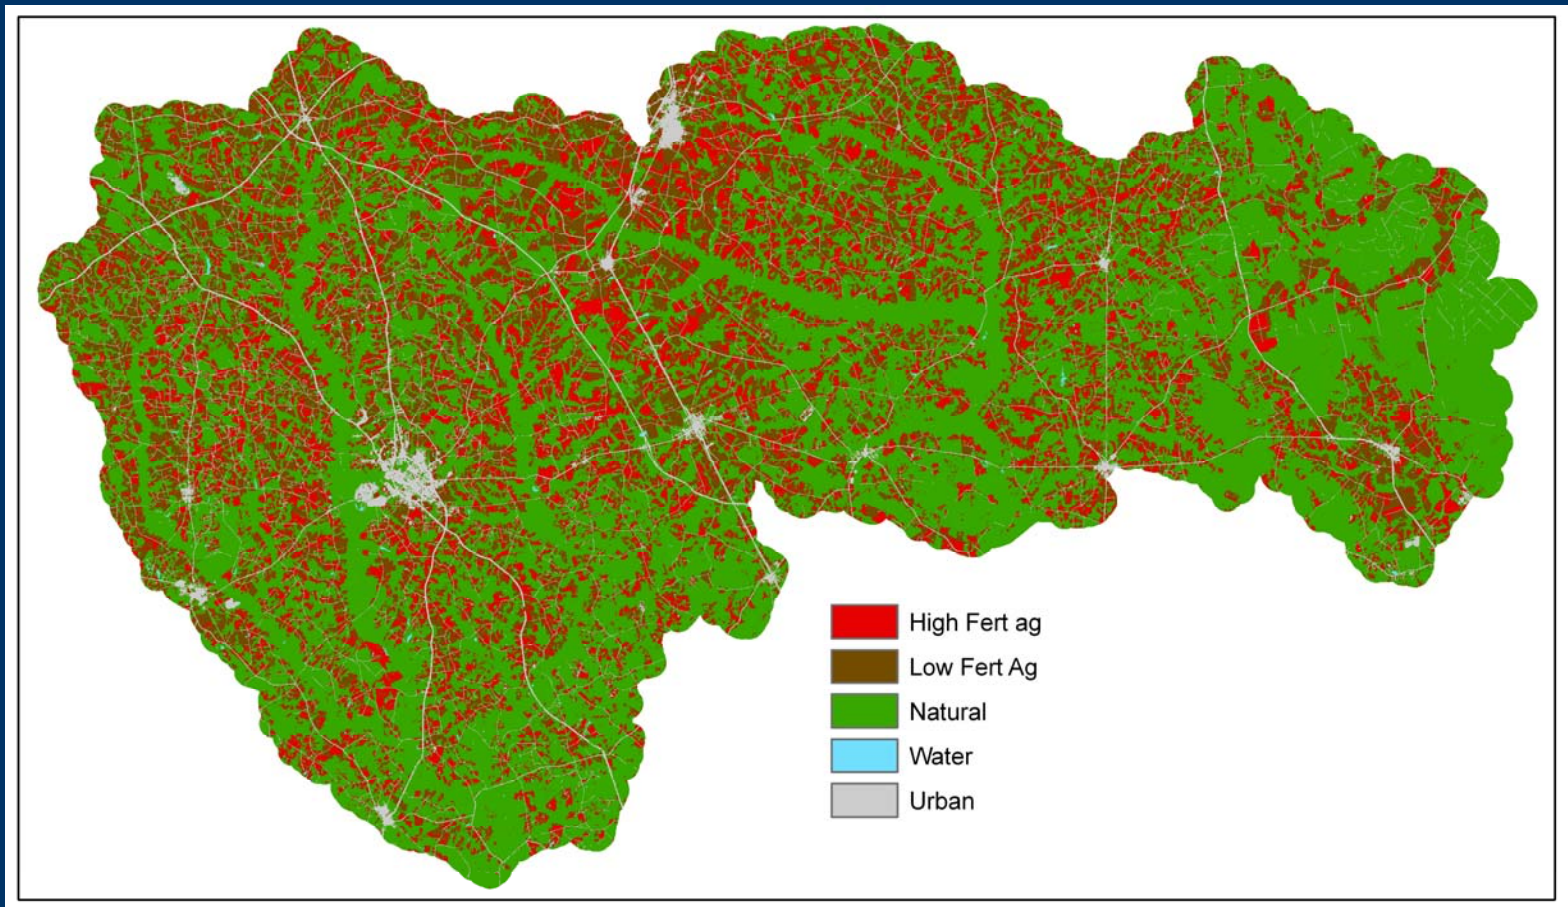 High Fert ag
Low Fert Ag
Natural
Water
Urban